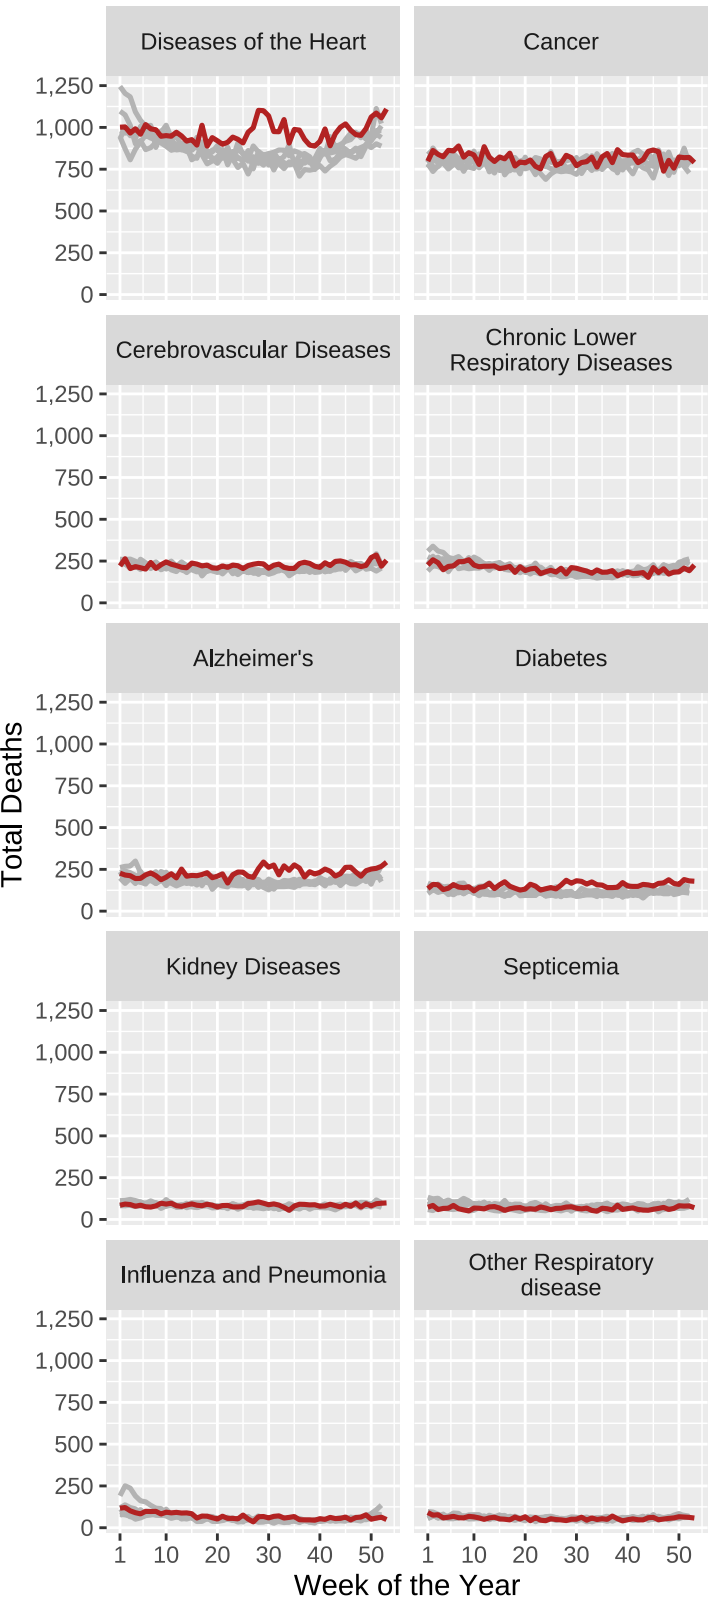 Diseases of the Heart
Cancer
1,250
1,000
750
500
250
0
Cerebrovascular Diseases
Chronic Lower
Respiratory Diseases
1,250
1,000
750
500
250
0
Alzheimer's
Diabetes
1,250
1,000
750
500
250
0
Total Deaths
Kidney Diseases
Septicemia
1,250
1,000
750
500
250
0
Influenza and Pneumonia
Other Respiratory
disease
1,250
1,000
750
500
250
0
1 10 20 30 40 50
1 10 20 30 40 50
Week of the Year